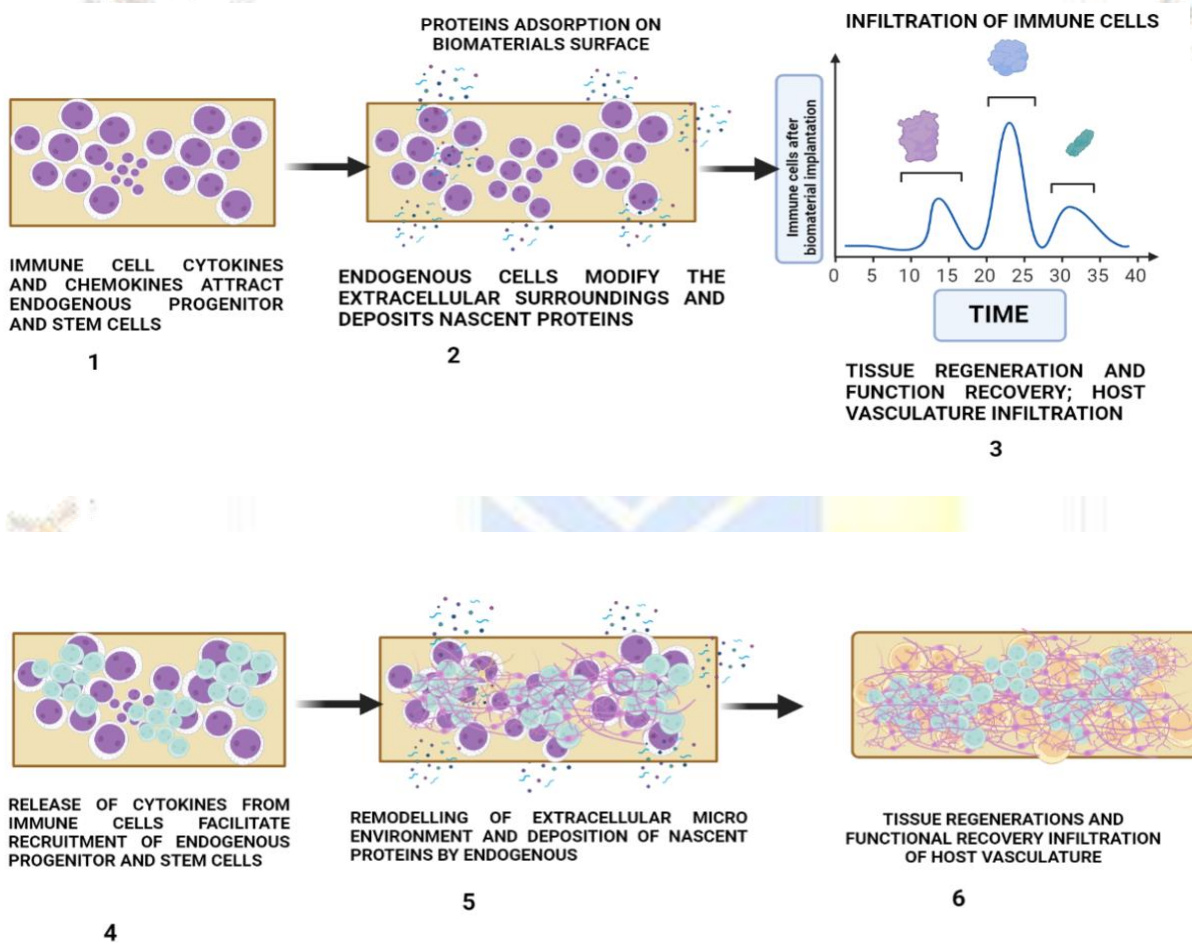 PROTEINS ADSORPTION ON
BIOMATERIALS SURFACE
INFILTRATION OF IMMUNE CELLS
IMMUNE CELL CYTOKINES
AND CHEMOKINES ATTRACT
ENDOGENOUS PROGENITOR
AND STEM CELLS
1
ENDOGENOUS CELLS MODIFY THE
EXTRACELLULAR SURROUNDINGS AND
DEPOSITS NASCENT PROTEINS
2
Immune cells after
biomaterial implantation
0 5 10 15 20 25 30 35 40
TIME
TISSUE REGENERATION AND
FUNCTION RECOVERY; HOST
VASCULATURE INFILTRATION
3
RELEASE OF CYTOKINES FROM
IMMUNE CELLS FACILITATE
RECRUITMENT OF ENDOGENOUS
PROGENITOR AND STEM CELLS
4
REMODELLING OF EXTRACELLULAR MICRO
ENVIRONMENT AND DEPOSITION OF NASCENT
PROTEINS BY ENDOGENOUS
5
TISSUE REGENERATIONS AND
FUNCTIONAL RECOVERY INFILTRATION
OF HOST VASCULATURE
6